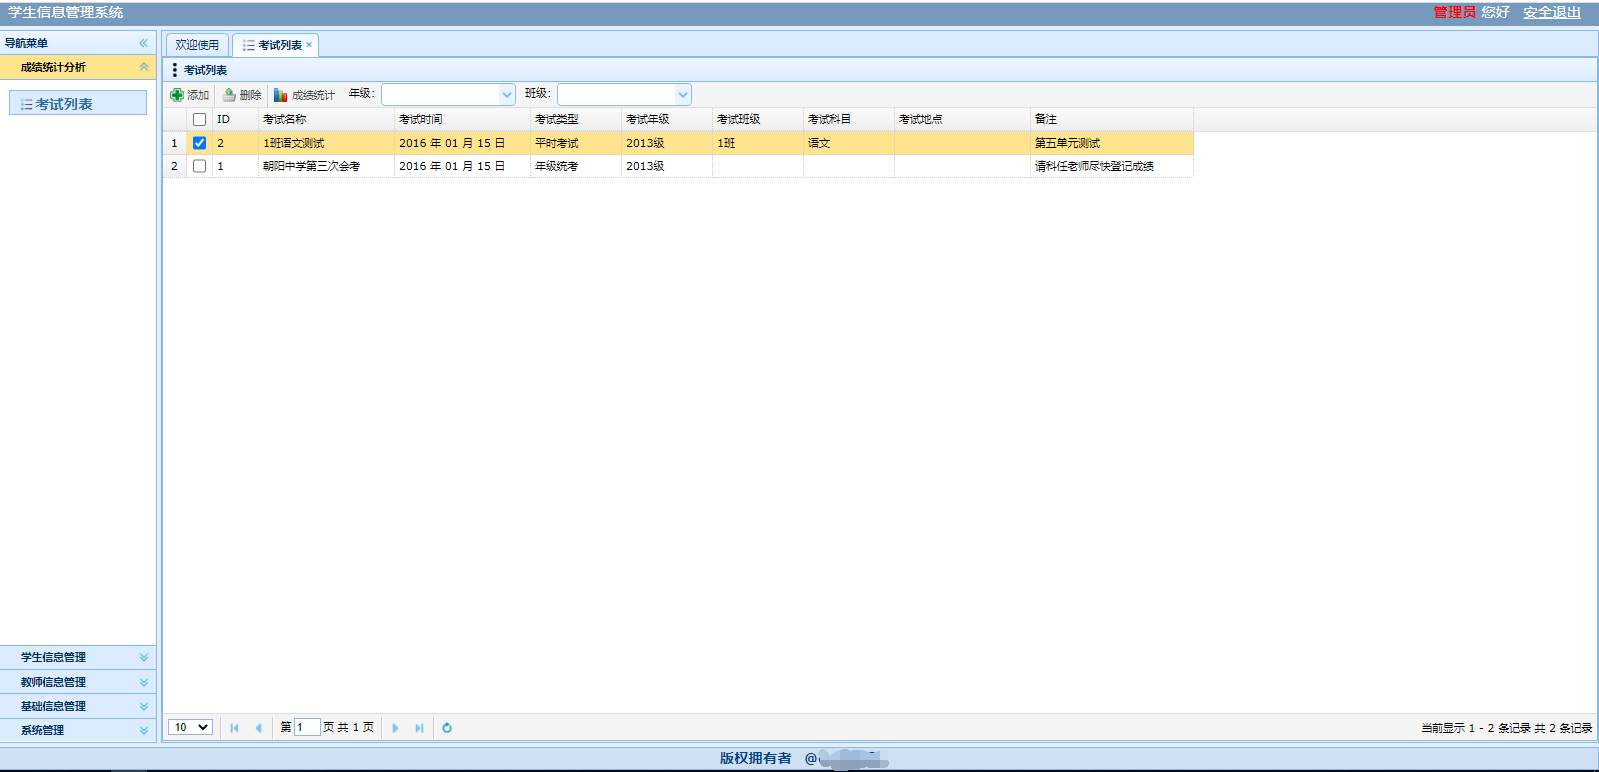 学生信息管理系统
管理员 您好 安全退出
导航菜单
成绩统计分析
考试列表
学生信息管理
教师信息管理
基础信息管理
系统管理
欢迎使用 考试列表
考试列表
添加 删除 成绩统计 年级: 班级:
ID 考试名称 考试时间 考试类型 考试年级 考试班级 考试科目 考试地点 备注
1 2 1班语文测试 2016 年 01 月 15 日 平时考试 2013级 1班 语文 第五单元测试
2 1 朝阳中学第三次会考 2016 年 01 月 15 日 年级统考 2013级 请科任老师尽快登记成绩
10 第 1 页 共 1 页 当前显示 1 - 2 条记录 共 2 条记录
版权拥有者 @